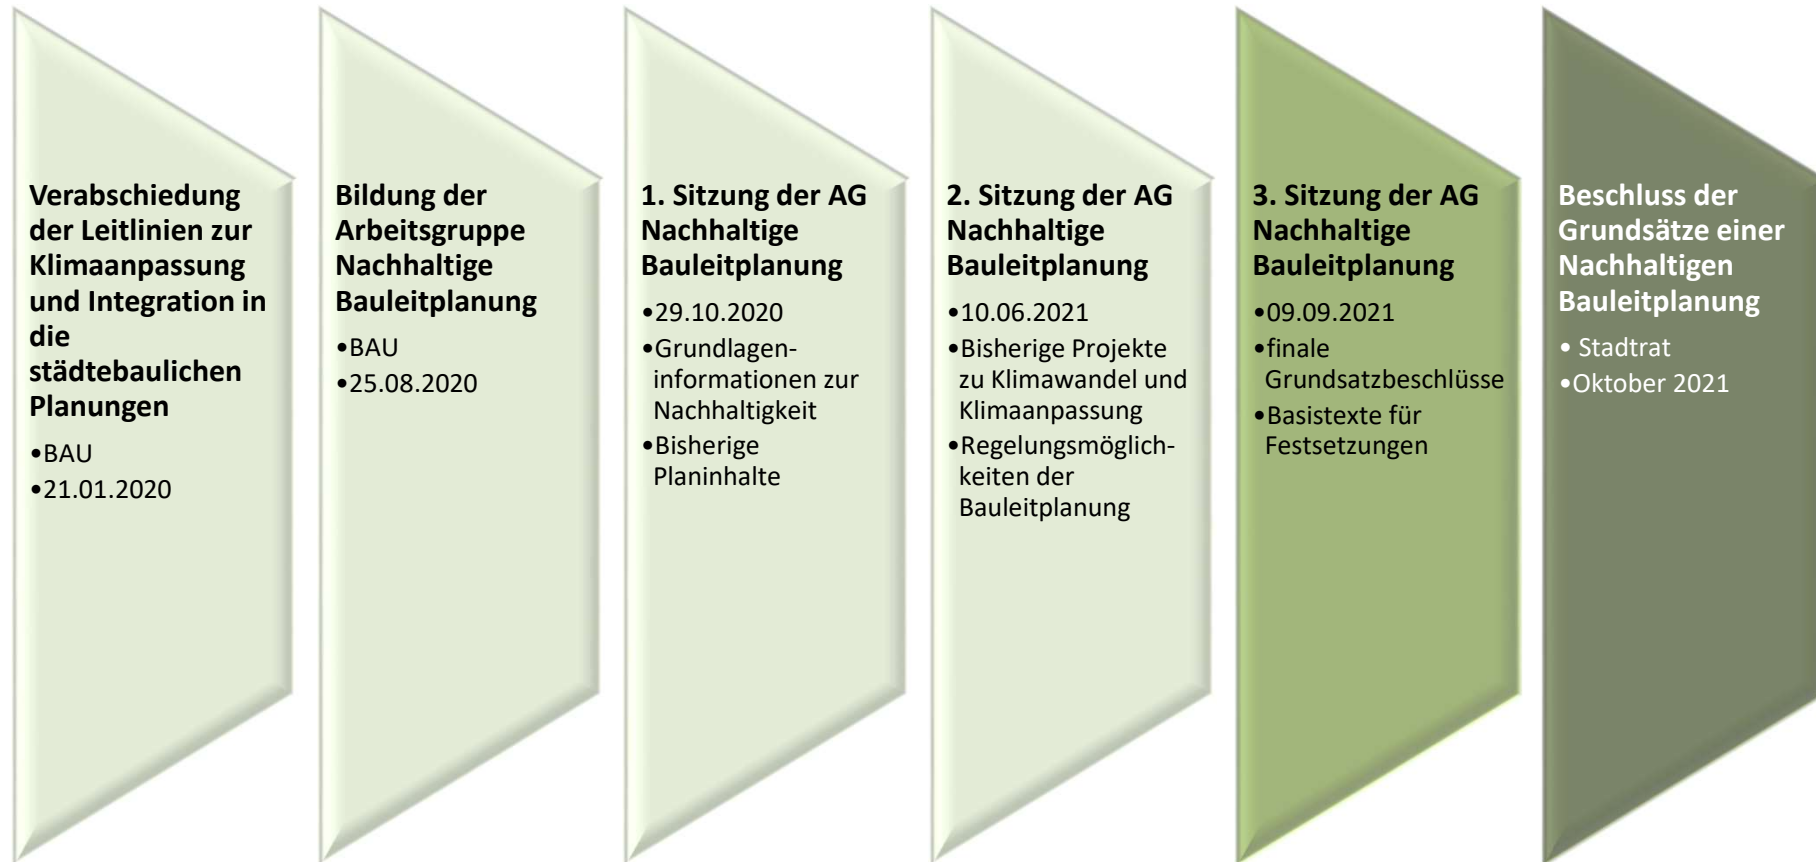 Verabschiedung
der Leitlinien zur
Klimaanpassung
und Integration in
die
städtebaulichen
Planungen
•BAU
•21.01.2020
Bildung der
Arbeitsgruppe
Nachhaltige
Bauleitplanung
•BAU
•25.08.2020
1. Sitzung der AG
Nachhaltige
Bauleitplanung
•29.10.2020
•Grundlagen-
informationen zur
Nachhaltigkeit
•Bisherige
Planinhalte
2. Sitzung der AG
Nachhaltige
Bauleitplanung
•10.06.2021
•Bisherige Projekte
zu Klimawandel und
Klimaanpassung
•Regelungsmöglich-
keiten der
Bauleitplanung
3. Sitzung der AG
Nachhaltige
Bauleitplanung
•09.09.2021
•finale
Grundsatzbeschlüsse
•Basistexte für
Festsetzungen
Beschluss der
Grundsätze einer
Nachhaltigen
Bauleitplanung
• Stadtrat
•Oktober 2021